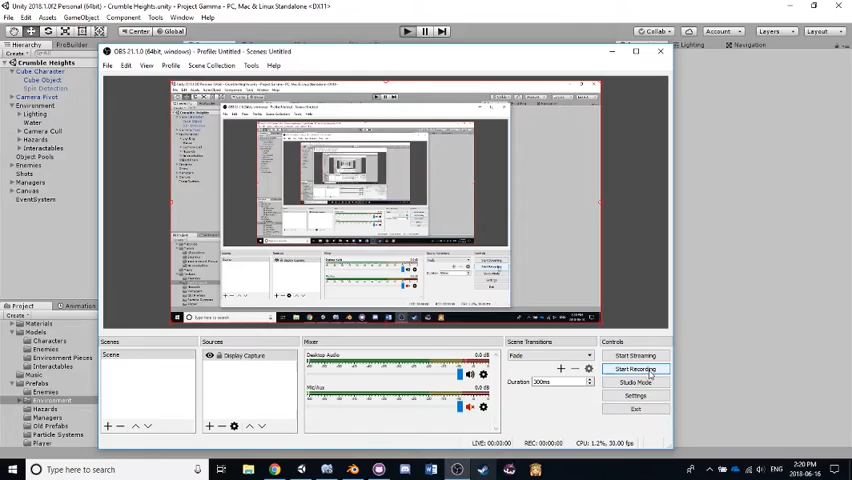 Unity 2018.1.0f2 Personal (64bit) - Crumble Heights.unity - Project Gamma - PC, Mac & Linux Standalone <DX11>
File Edit Assets GameObject Component Tools Window Help
Collab Account Layers Layout
Hierarchy ProBuilder
Lighting Navigation
Create
Crumble Heights
Cube Character
Cube Object
Spin Detection
Camera Pivot
Environment
Lighting
Water
Camera Cull
Hazards
Interactables
Object Pools
Enemies
Shots
Managers
Canvas
EventSystem
Project Animation
Create
Materials
Models
Characters
Enemies
Environment Pieces
Interactables
Music
Prefabs
Enemies
Environment
Hazards
Managers
Old Prefabs
Particle Systems
Player
OBS 21.1.0 (64bit, windows) - Profile: Untitled - Scenes: Untitled
File Edit View Profile Scene Collection Tools Help
Scenes
Scene
Sources
Display Capture
Mixer
Desktop Audio 0.0 dB
Mic/Aux 0.0 dB
Scene Transitions
Fade
Duration 300ms
Controls
Start Streaming
Start Recording
Studio Mode
Settings
Exit
LIVE: 00:00:00 REC: 00:00:00 CPU: 1.2%, 30.00 fps
Type here to search
ENG
2:20 PM
2018-06-16